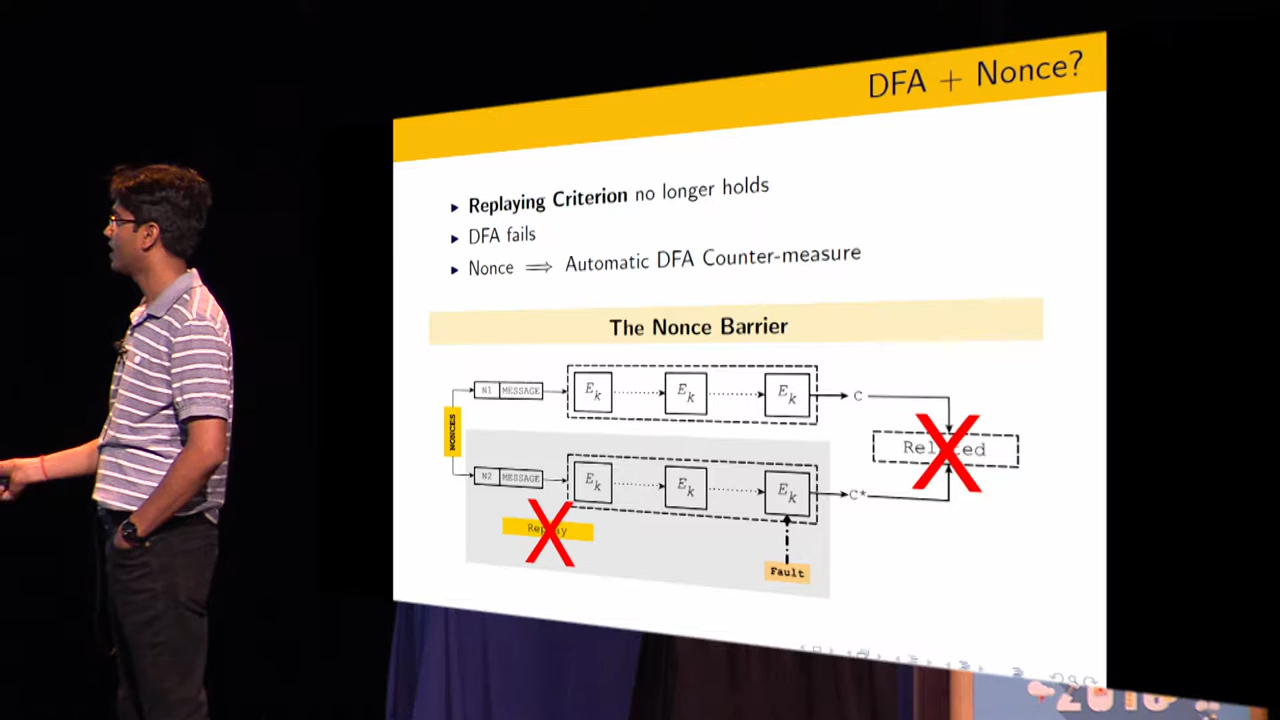 DFA + Nonce?
Replaying Criterion no longer holds
DFA fails
Nonce ⟹ Automatic DFA Counter-measure
The Nonce Barrier
NONCES
N1 MESSAGE
E_k
E_k
E_k
C
Related
N2 MESSAGE
E_k
E_k
E_k
C*
Replay
Fault